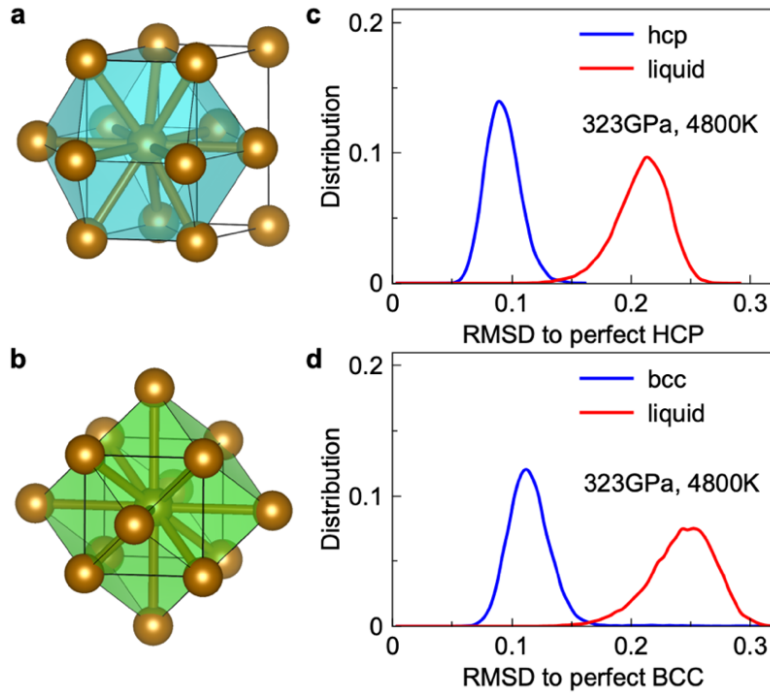 a
c
0.2
hcp
liquid
323GPa, 4800K
Distribution
0.1
0
0
0.1
0.2
0.3
RMSD to perfect HCP
b
d
0.2
bcc
liquid
323GPa, 4800K
Distribution
0.1
0
0
0.1
0.2
0.3
RMSD to perfect BCC